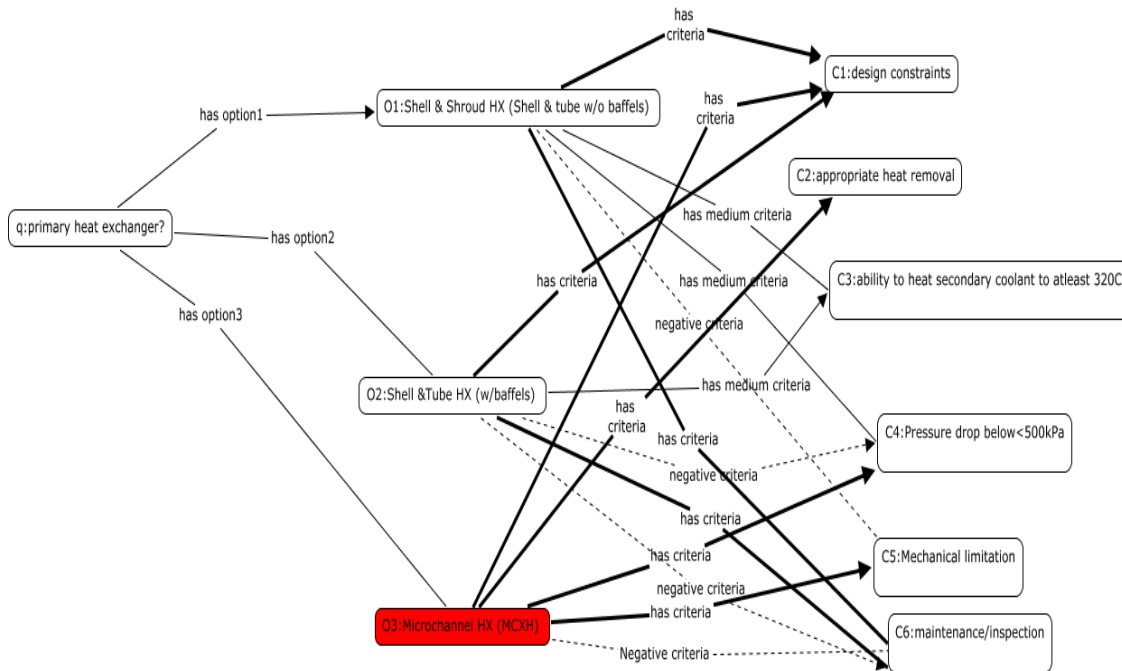 has
criteria
C1:design constraints
O1:Shell & Shroud HX (Shell & tube w/o baffels)
has
criteria
has option1
C2:appropriate heat removal
has medium criteria
q:primary heat exchanger?
has option2
has criteria
has medium criteria
C3:ability to heat secondary coolant to atleast 320C
has option3
negative criteria
O2:Shell &Tube HX (w/baffels)
has medium criteria
has
criteria
has criteria
C4:Pressure drop below<500kPa
negative criteria
has criteria
has criteria
C5:Mechanical limitation
negative criteria
has criteria
O3:Microchannel HX (MCXH)
C6:maintenance/inspection
Negative criteria